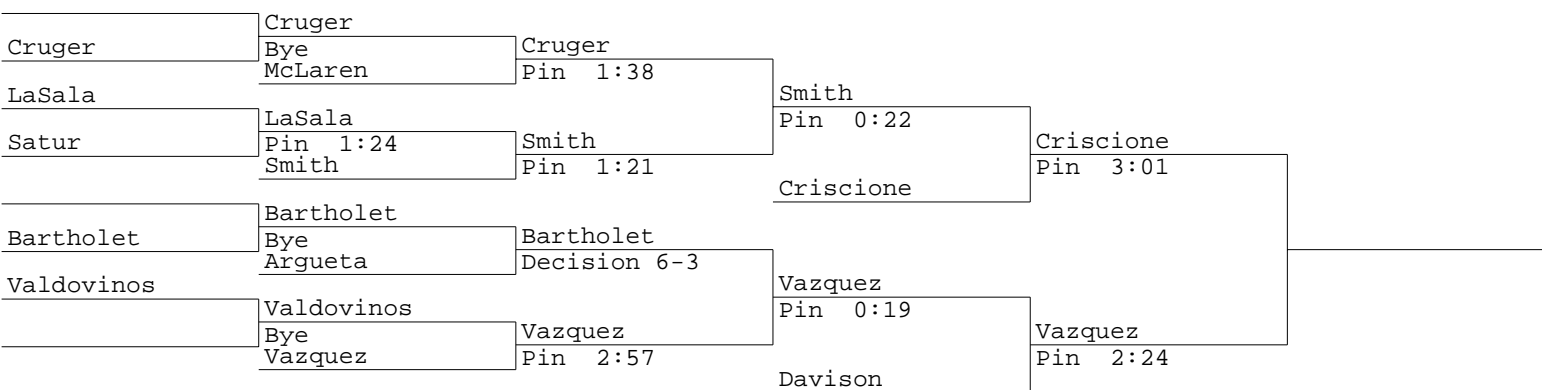 Cruger
Cruger
Bye
McLaren
Cruger
Pin 1:38
LaSala
Satur
LaSala
Pin 1:24
Smith
Smith
Pin 1:21
Smith
Pin 0:22
Criscione
Criscione
Pin 3:01
Bartholet
Bartholet
Bye
Argueta
Bartholet
Decision 6-3
Valdovinos
Valdovinos
Bye
Vazquez
Vazquez
Pin 2:57
Vazquez
Pin 0:19
Davison
Vazquez
Pin 2:24